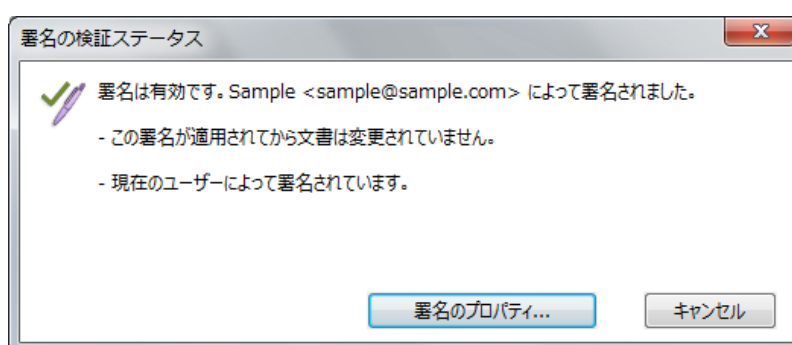 署名の検証ステータス
署名は有効です。Sample <sample@sample.com> によって署名されました。
- この署名が適用されてから文書は変更されていません。
- 現在のユーザーによって署名されています。
署名のプロパティ... キャンセル